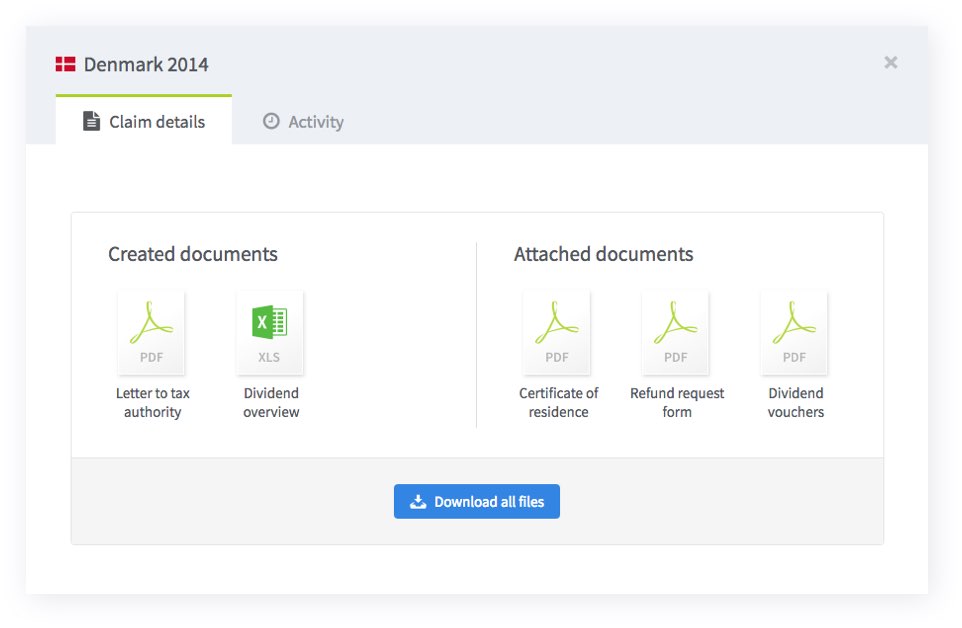 Denmark 2014
Claim details
Activity
Created documents
Attached documents
PDF
XLS
PDF
PDF
PDF
Letter to tax
authority
Dividend
overview
Certificate of
residence
Refund request
form
Dividend
vouchers
Download all files